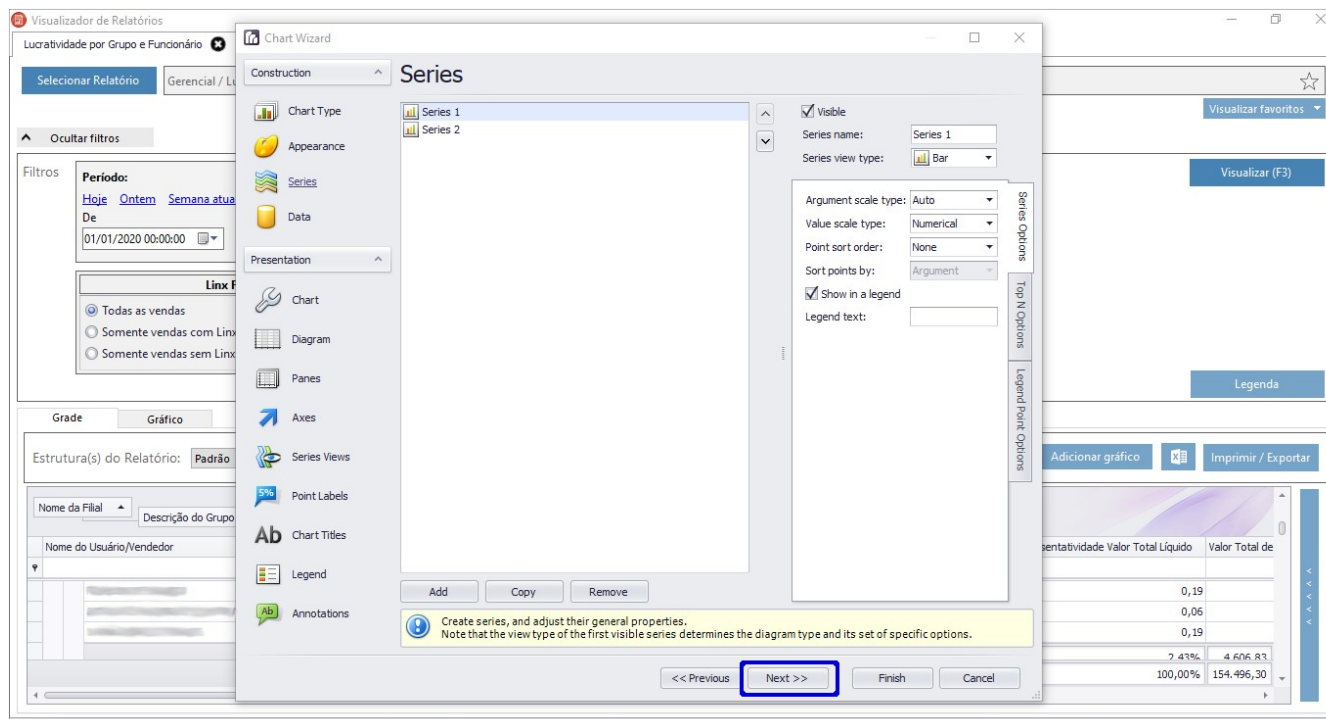 Visualizador de Relatórios
Lucratividade por Grupo e Funcionário
Selecionar Relatório
Gerencial / Lu
Visualizar favoritos
Ocultar filtros
Filtros
Período:
Hoje Ontem Semana atua
De
01/01/2020 00:00:00
Visualizar (F3)
Linx F
Todas as vendas
Somente vendas com Linx
Somente vendas sem Linx
Legenda
Grade
Gráfico
Estrutura(s) do Relatório: Padrão
Adicionar gráfico
Imprimir / Exportar
Nome da Filial
Descrição do Grupo
Nome do Usuário/Vendedor
sentatividade Valor Total Líquido
Valor Total de
0,19
0,06
0,19
2,43% 4.606,83
100,00% 154.496,30
Chart Wizard
Construction
Chart Type
Appearance
Series
Data
Presentation
Chart
Diagram
Panes
Axes
Series Views
5%
Point Labels
Ab
Chart Titles
Legend
Ab
Annotations
Series
Series 1
Series 2
Visible
Series name: Series 1
Series view type: Bar
Argument scale type: Auto
Value scale type: Numerical
Point sort order: None
Sort points by: Argument
Show in a legend
Legend text:
Series Options
Top N Options
Legend Point Options
Add
Copy
Remove
Create series, and adjust their general properties.
Note that the view type of the first visible series determines the diagram type and its set of specific options.
<< Previous
Next >>
Finish
Cancel